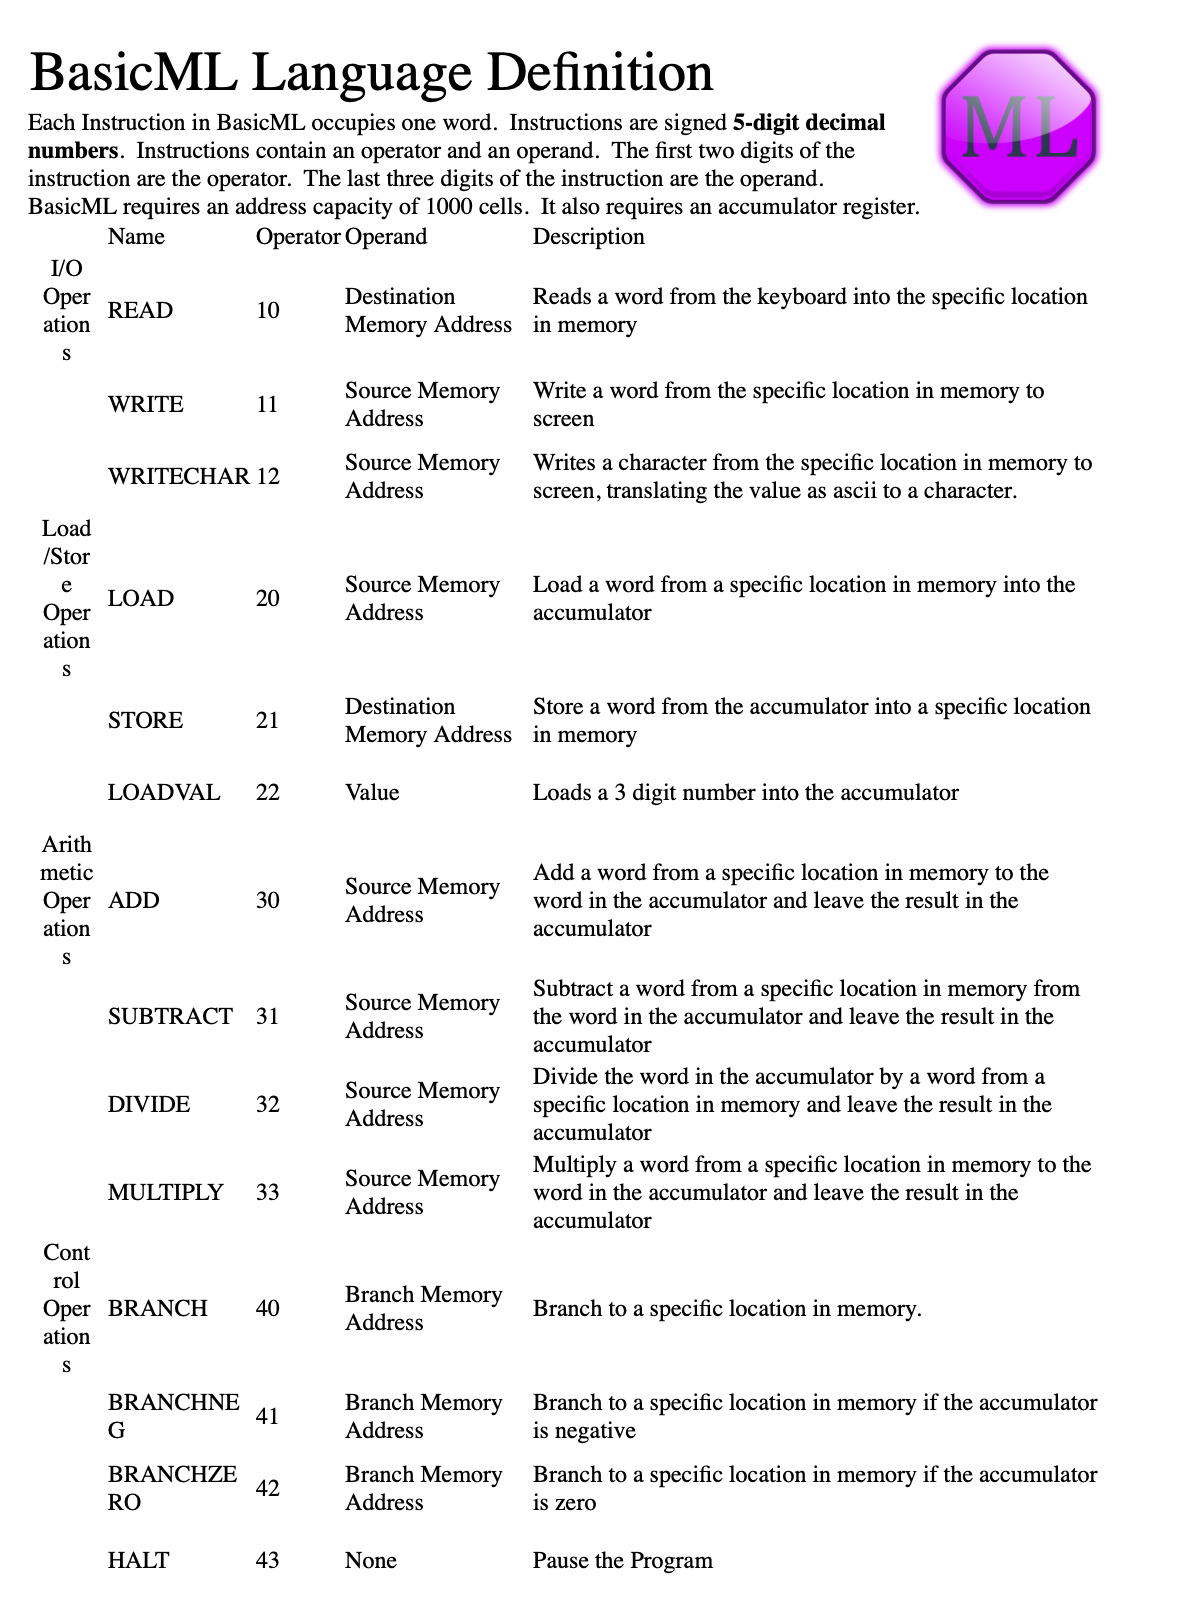 BasicML Language Definition
ML
Each Instruction in BasicML occupies one word.  Instructions are signed 5-digit decimal
numbers.  Instructions contain an operator and an operand.  The first two digits of the
instruction are the operator.  The last three digits of the instruction are the operand.
BasicML requires an address capacity of 1000 cells.  It also requires an accumulator register.
Name Operator Operand Description
I/O
Oper
ation
s
READ 10
Destination
Memory Address
Reads a word from the keyboard into the specific location
in memory
WRITE 11
Source Memory
Address
Write a word from the specific location in memory to
screen
WRITECHAR 12
Source Memory
Address
Writes a character from the specific location in memory to
screen, translating the value as ascii to a character.
Load
/Stor
e
Oper
ation
s
LOAD 20
Source Memory
Address
Load a word from a specific location in memory into the
accumulator
STORE 21
Destination
Memory Address
Store a word from the accumulator into a specific location
in memory
LOADVAL 22 Value Loads a 3 digit number into the accumulator
Arith
metic
Oper
ation
s
ADD 30
Source Memory
Address
Add a word from a specific location in memory to the
word in the accumulator and leave the result in the
accumulator
SUBTRACT 31
Source Memory
Address
Subtract a word from a specific location in memory from
the word in the accumulator and leave the result in the
accumulator
DIVIDE 32
Source Memory
Address
Divide the word in the accumulator by a word from a
specific location in memory and leave the result in the
accumulator
MULTIPLY 33
Source Memory
Address
Multiply a word from a specific location in memory to the
word in the accumulator and leave the result in the
accumulator
Cont
rol
Oper
ation
s
BRANCH 40
Branch Memory
Address
Branch to a specific location in memory.
BRANCHNE
G
41
Branch Memory
Address
Branch to a specific location in memory if the accumulator
is negative
BRANCHZE
RO
42
Branch Memory
Address
Branch to a specific location in memory if the accumulator
is zero
HALT 43 None Pause the Program